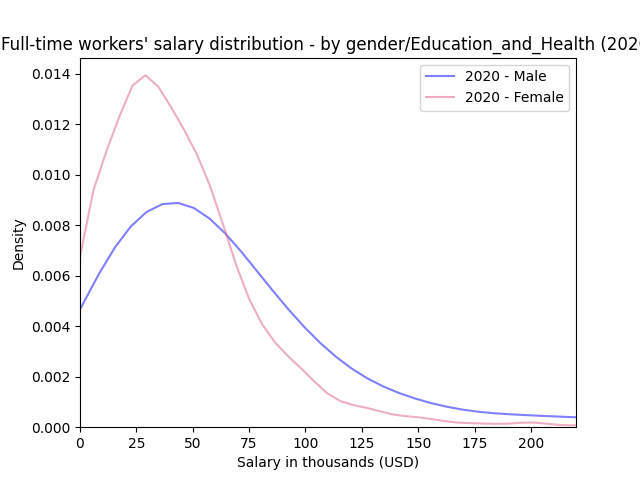 Full-time workers' salary distribution - by gender/Education_and_Health (202
2020 - Male
2020 - Female
Density
0.014
0.012
0.010
0.008
0.006
0.004
0.002
0.000
0 25 50 75 100 125 150 175 200
Salary in thousands (USD)